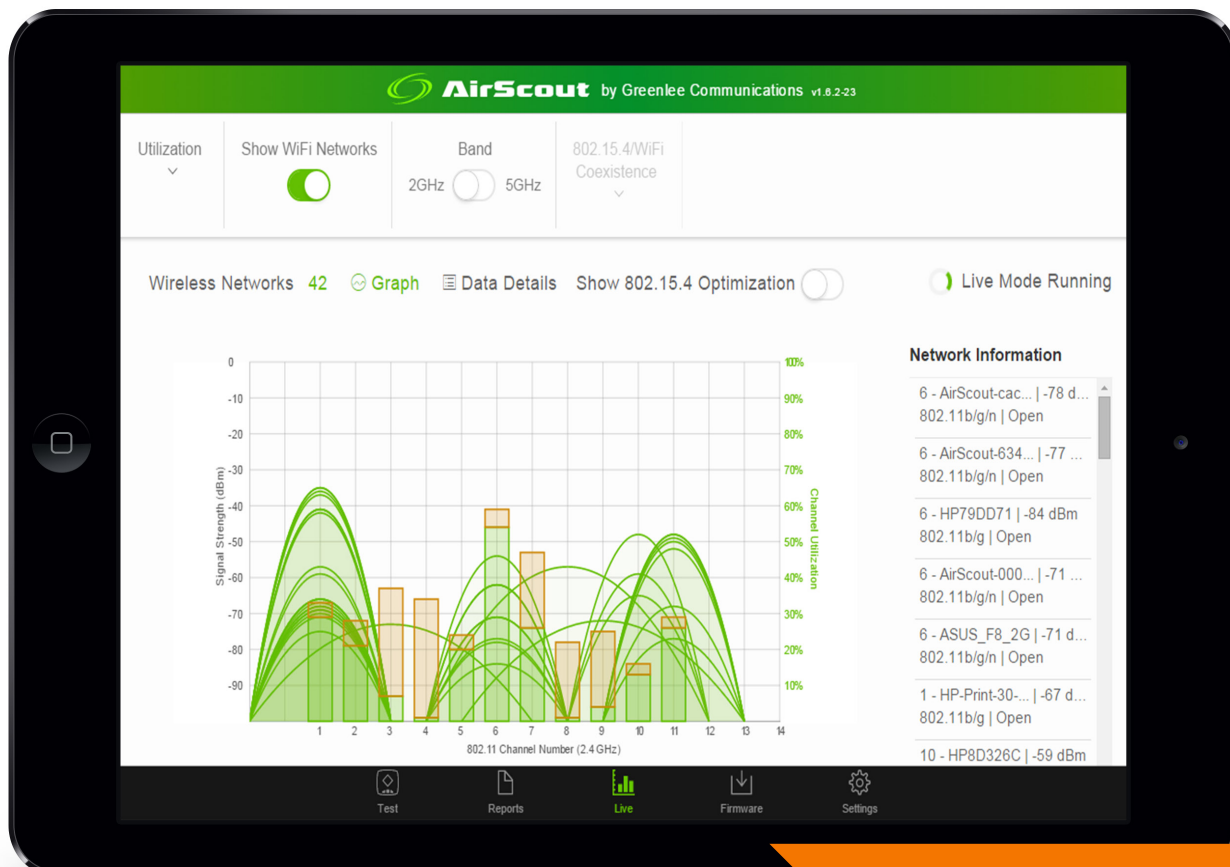 AirScout by Greenlee Communications v1.6.2-23
Utilization
Show WiFi Networks
Band
2GHz
5GHz
802.15.4/WiFi
Coexistence
Wireless Networks 42 Graph Data Details Show 802.15.4 Optimization Live Mode Running
Signal Strength (dBm)
0
-10
-20
-30
-40
-50
-60
-70
-80
-90
100%
90%
80%
70%
60%
50%
40%
30%
20%
10%
Channel Utilization
1 2 3 4 5 6 7 8 9 10 11 12 13 14
802.11 Channel Number (2.4 GHz)
Network Information
6 - AirScout-cac... | -78 d...
802.11b/g/n | Open
6 - AirScout-634... | -77 ...
802.11b/g/n | Open
6 - HP79DD71 | -84 dBm
802.11b/g | Open
6 - AirScout-000... | -71 ...
802.11b/g/n | Open
6 - ASUS_F8_2G | -71 d...
802.11b/g/n | Open
1 - HP-Print-30-... | -67 d...
802.11b/g | Open
10 - HP8D326C | -59 dBm
Test
Reports
Live
Firmware
Settings